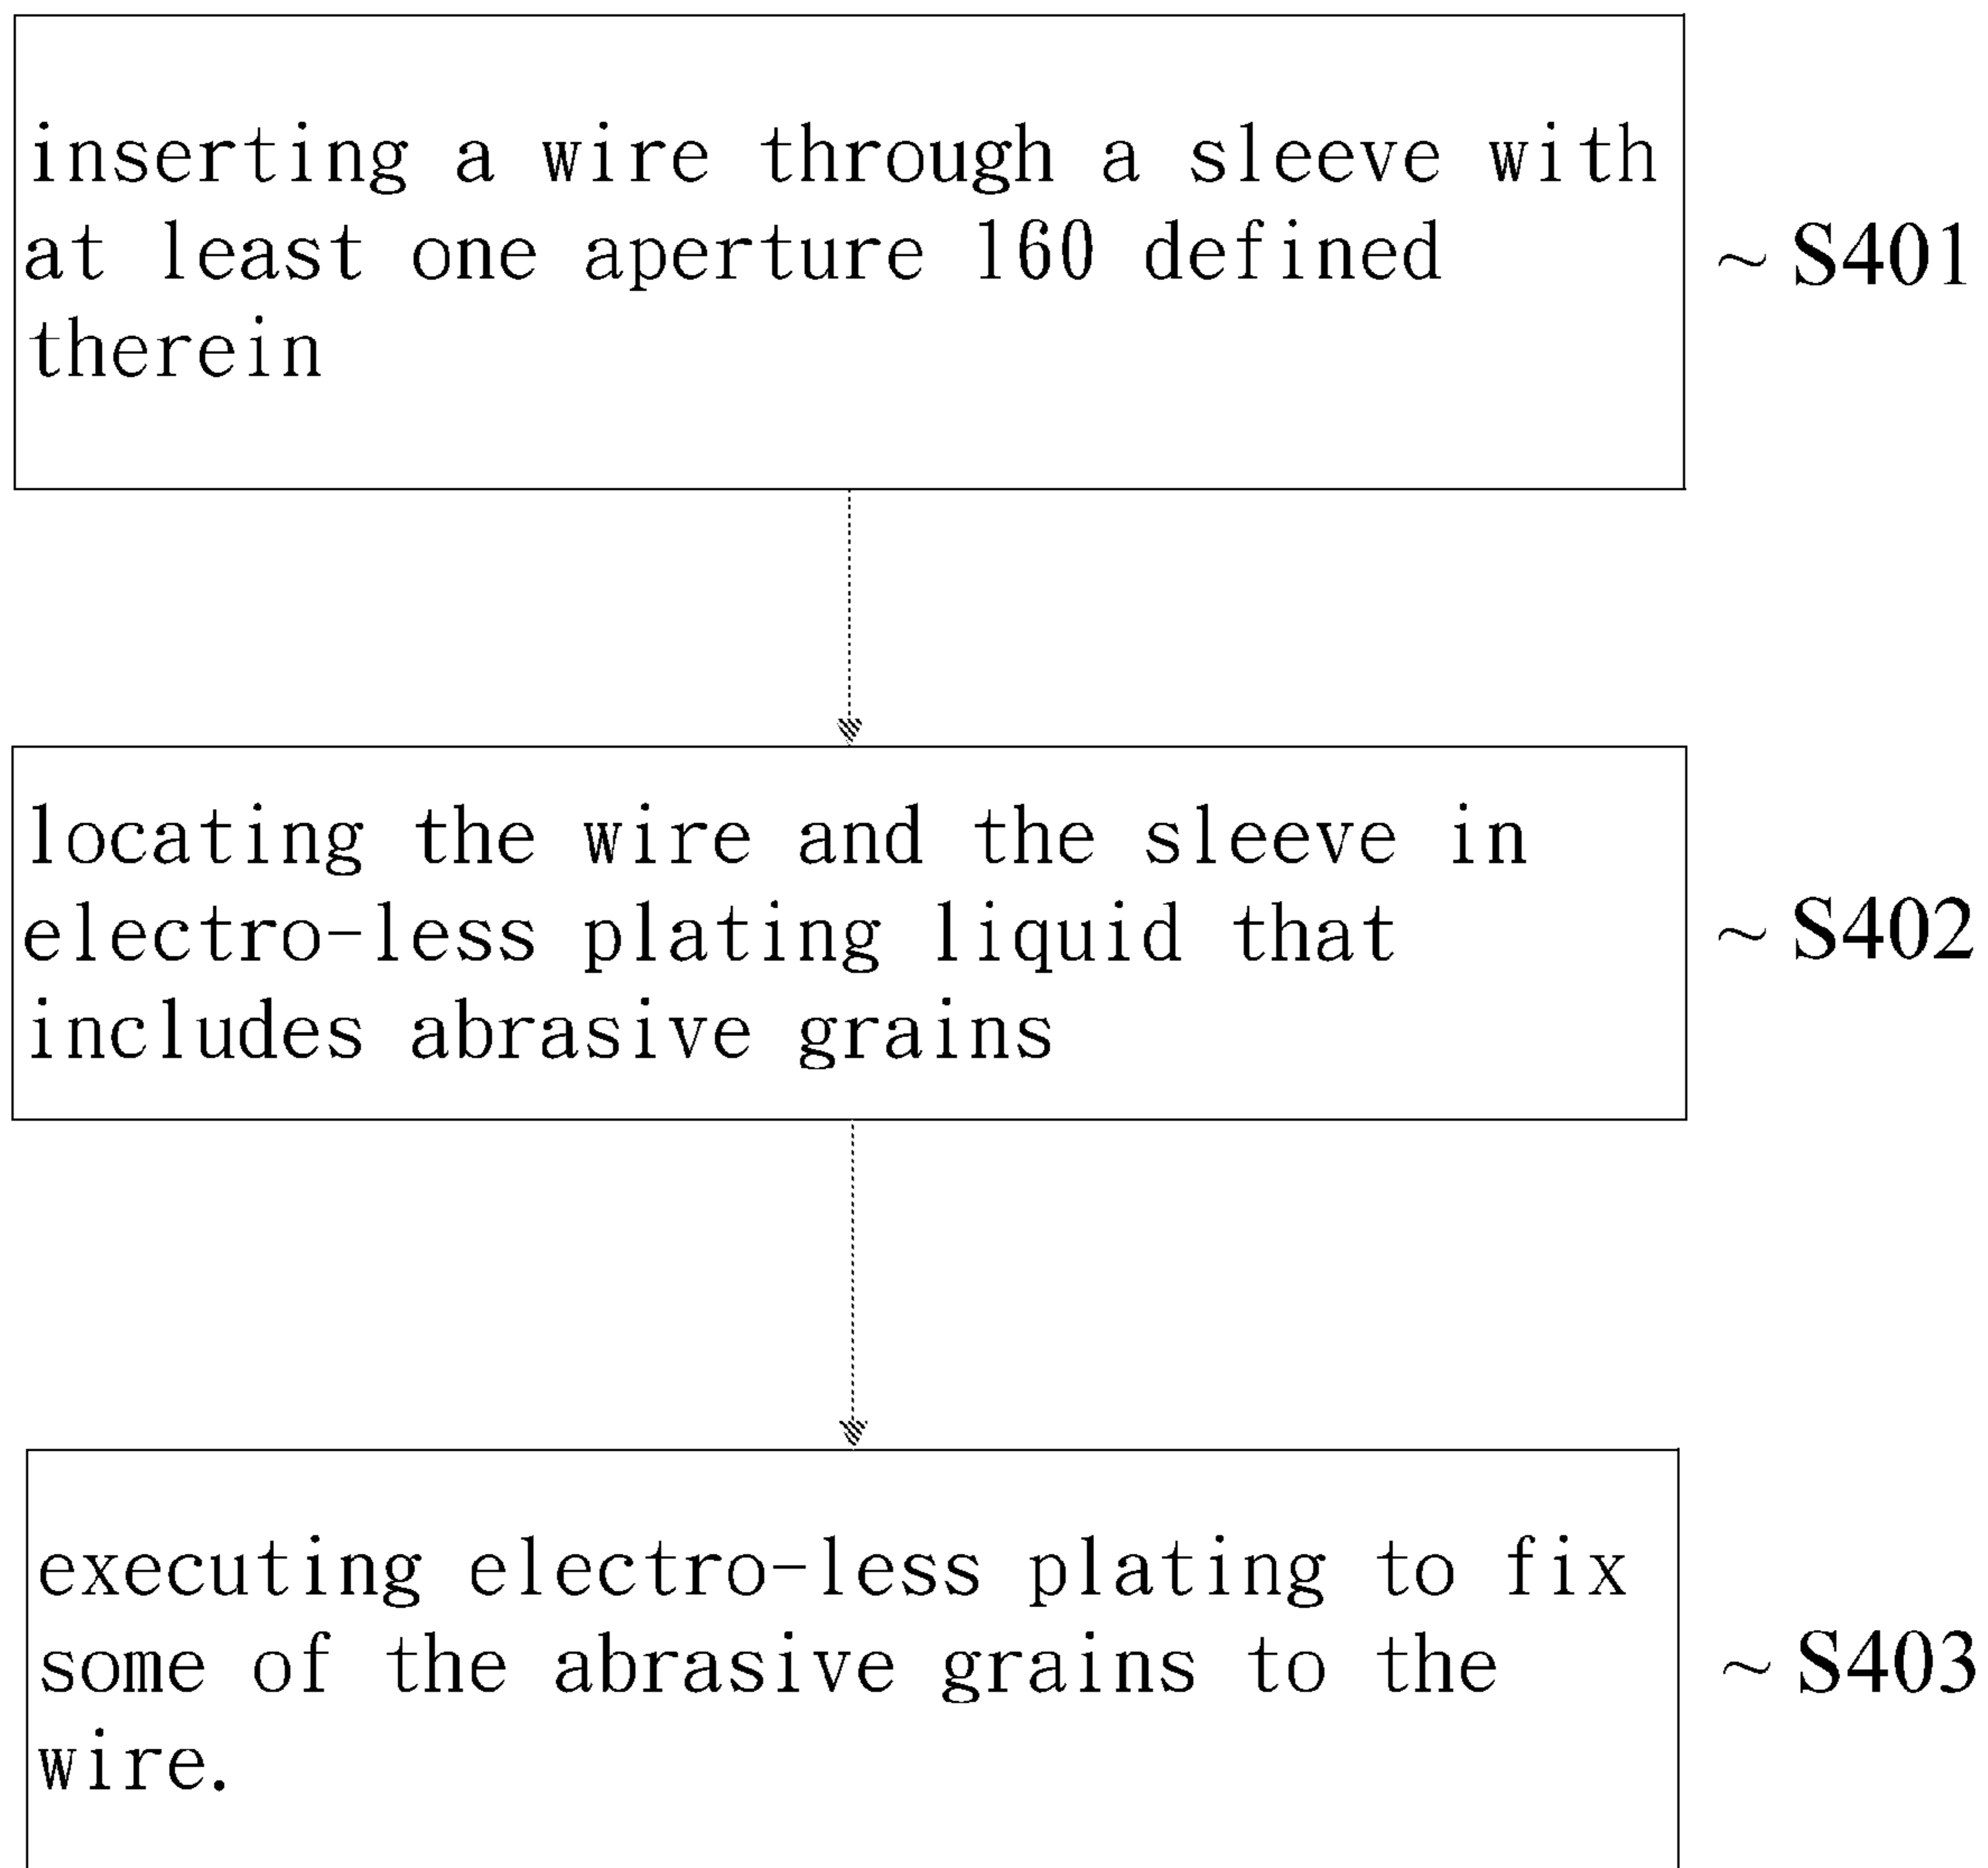 inserting a wire through a sleeve with
at least one aperture 160 defined
therein
~ S401
locating the wire and the sleeve in
electro-less plating liquid that
includes abrasive grains
~ S402
executing electro-less plating to fix
some of the abrasive grains to the
wire.
~ S403